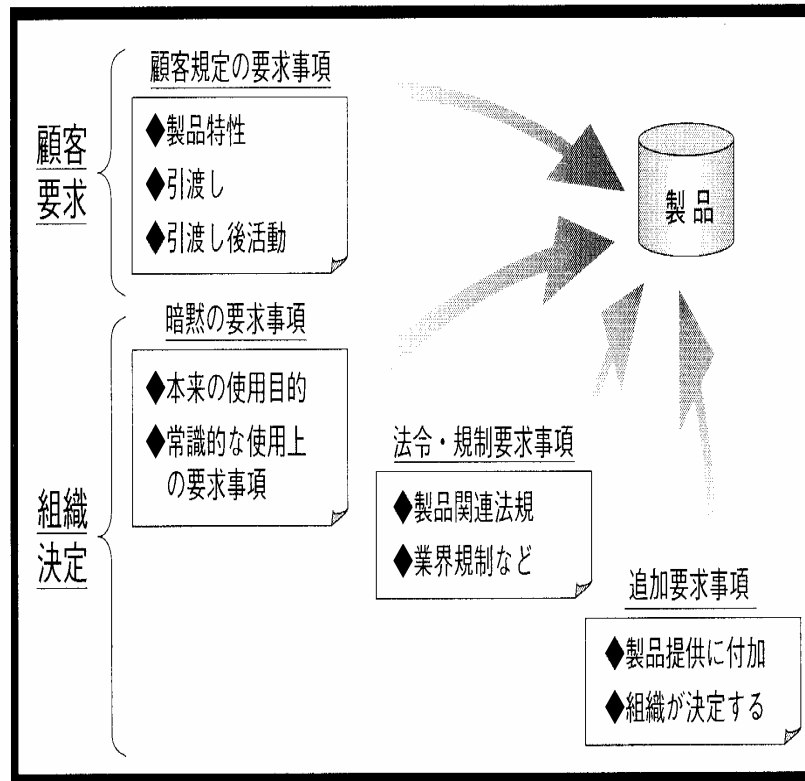 顧客
要求
顧客規定の要求事項
◆製品特性
◆引渡し
◆引渡し後活動
製品
組織
決定
暗黙の要求事項
◆本来の使用目的
◆常識的な使用上
の要求事項
法令・規制要求事項
◆製品関連法規
◆業界規制など
追加要求事項
◆製品提供に付加
◆組織が決定する